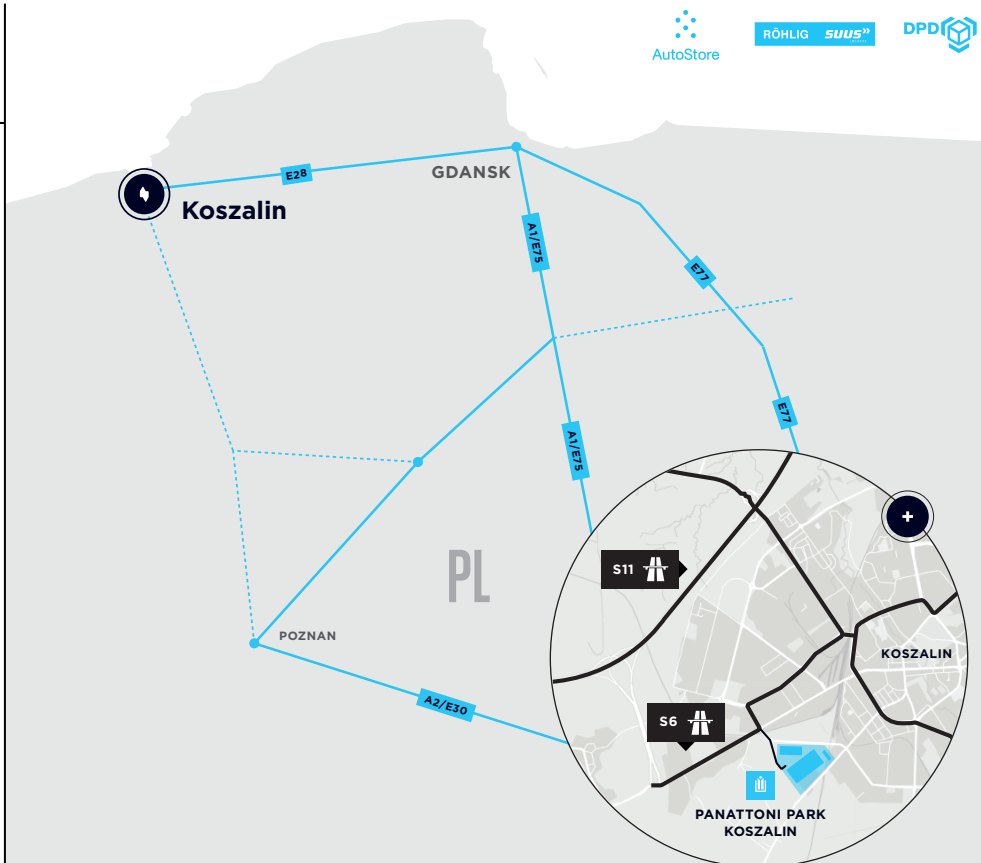 AutoStore
RÖHLIG SUUS
DPD
E28
GDANSK
Koszalin
A1/E75
E77
E77
A1/E75
PL
S11
POZNAN
KOSZALIN
A2/E30
S6
PANATTONI PARK
KOSZALIN